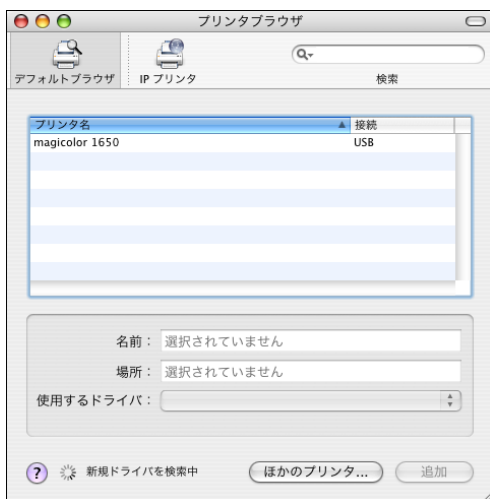 プリンタブラウザ
デフォルトブラウザ IP プリンタ 検索
プリンタ名 接続
magicolor 1650 USB
名前： 選択されていません
場所： 選択されていません
使用するドライバ：
? 新規ドライバを検索中 ほかのプリンタ... 追加